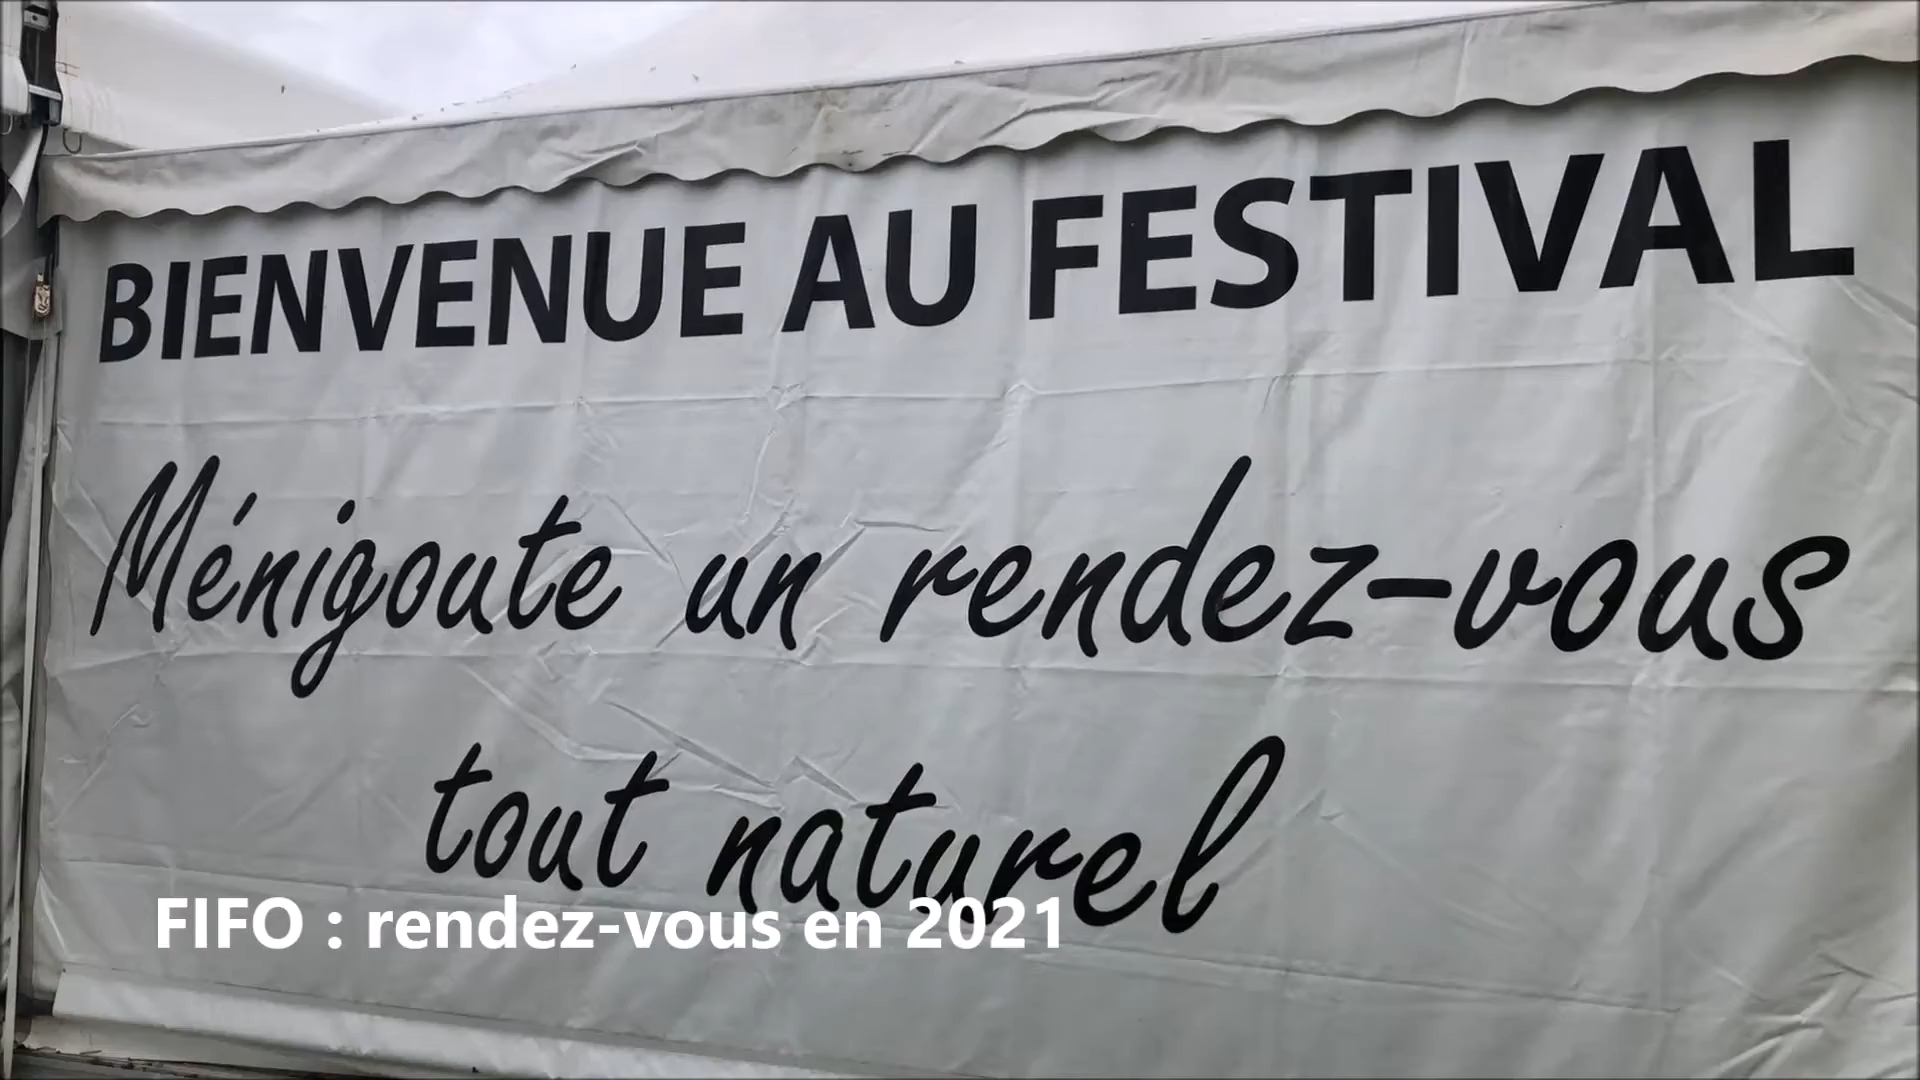 BIENVENUE AU FESTIVAL
Ménigoute un rendez-vous
tout naturel
FIFO : rendez-vous en 2021